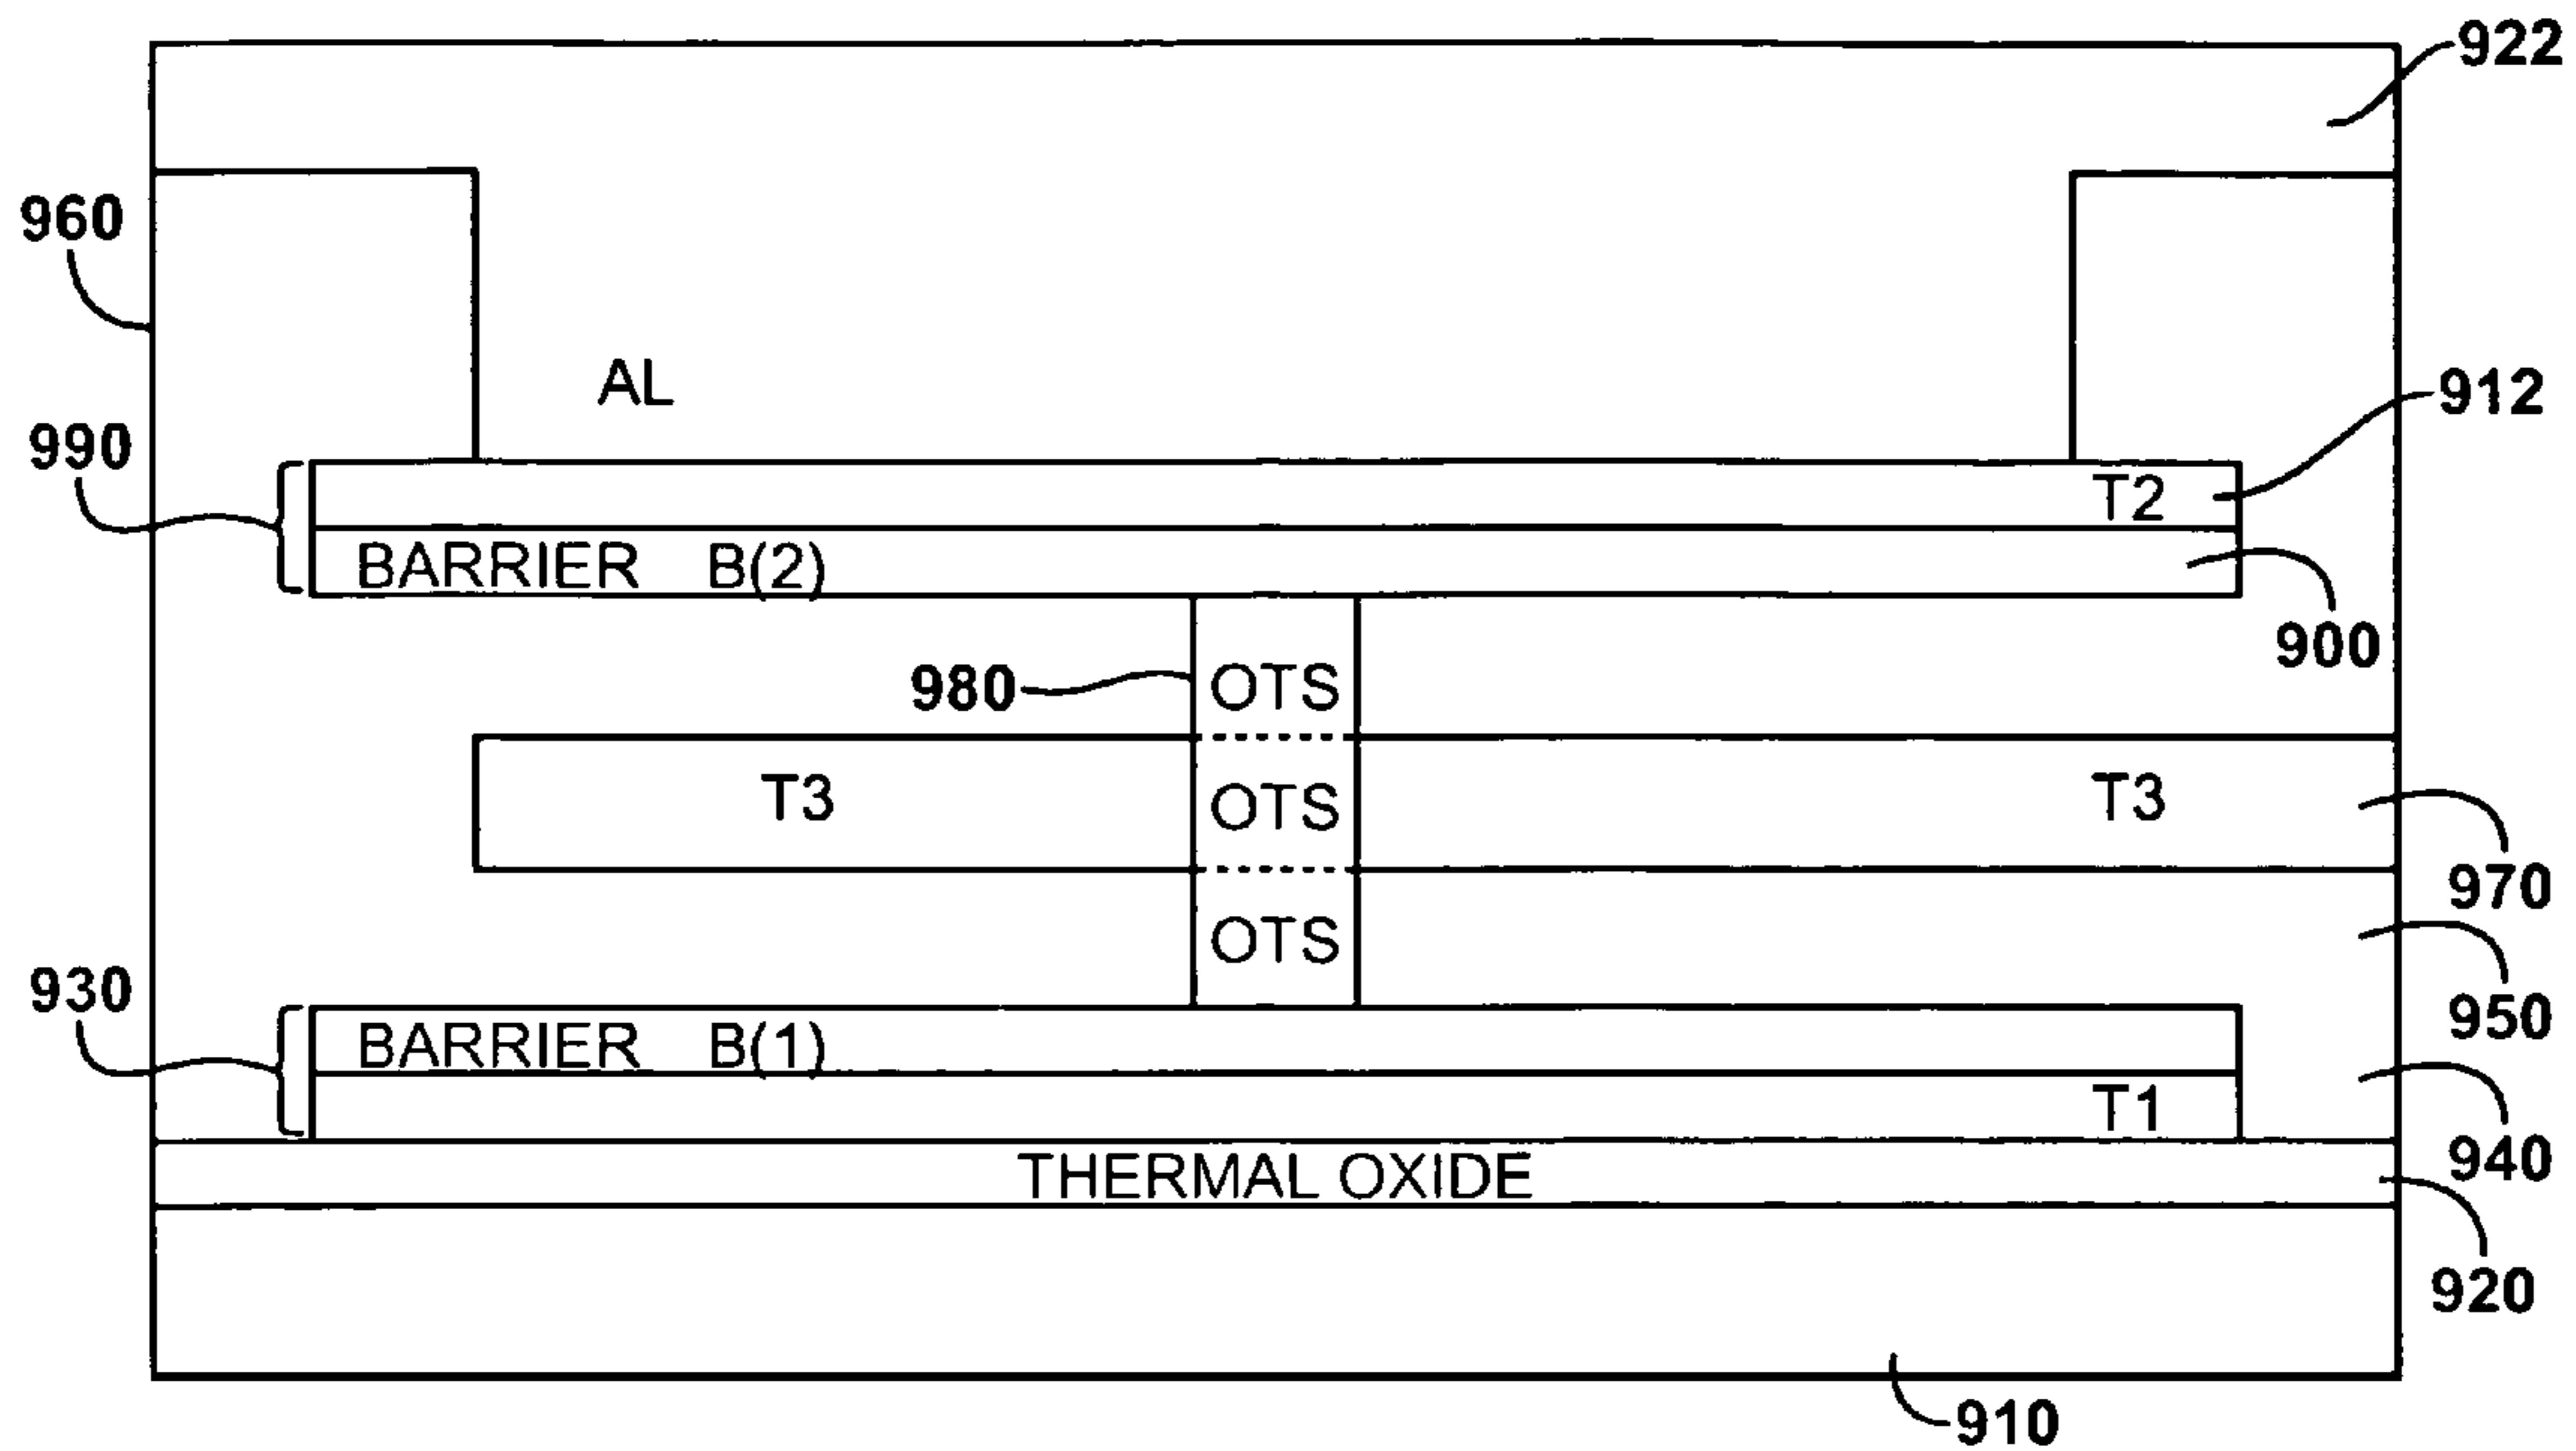 922
960
AL
912
990
T2
BARRIER B(2)
900
980
OTS
T3
OTS
T3
970
OTS
950
930
BARRIER B(1)
T1
940
THERMAL OXIDE
920
910